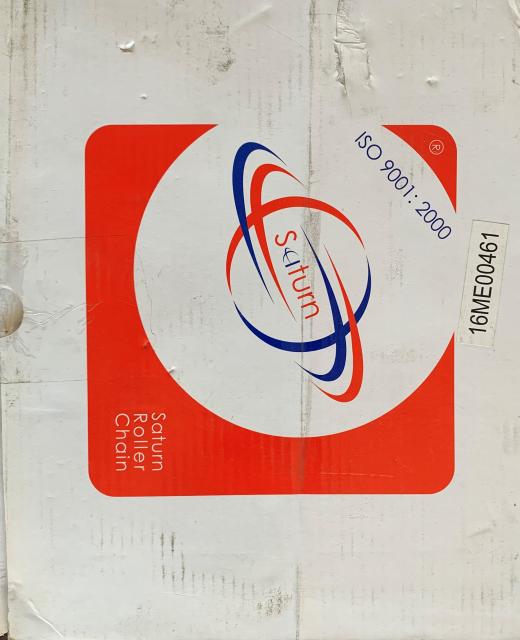 ISO 9001: 2000
®
Saturn
16ME00461
Saturn
Roller
Chain